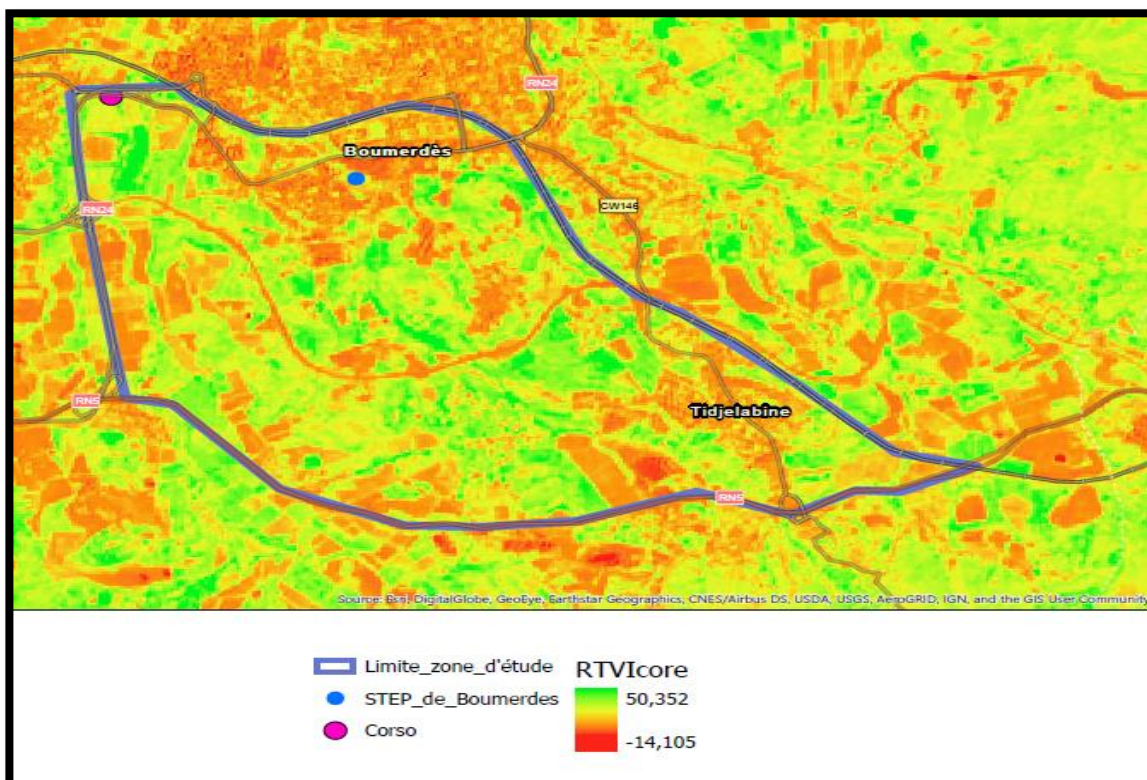 RN24
Boumerdès
CW146
RN24
RN5
Tidjelabine
RN5
Source: Esri, DigitalGlobe, GeoEye, Earthstar Geographics, CNES/Airbus DS, USDA, USGS, AeroGRID, IGN, and the GIS User Community
Limite_zone_d'étude
STEP_de_Boumerdes
Corso
RTVIcore
50,352
-14,105